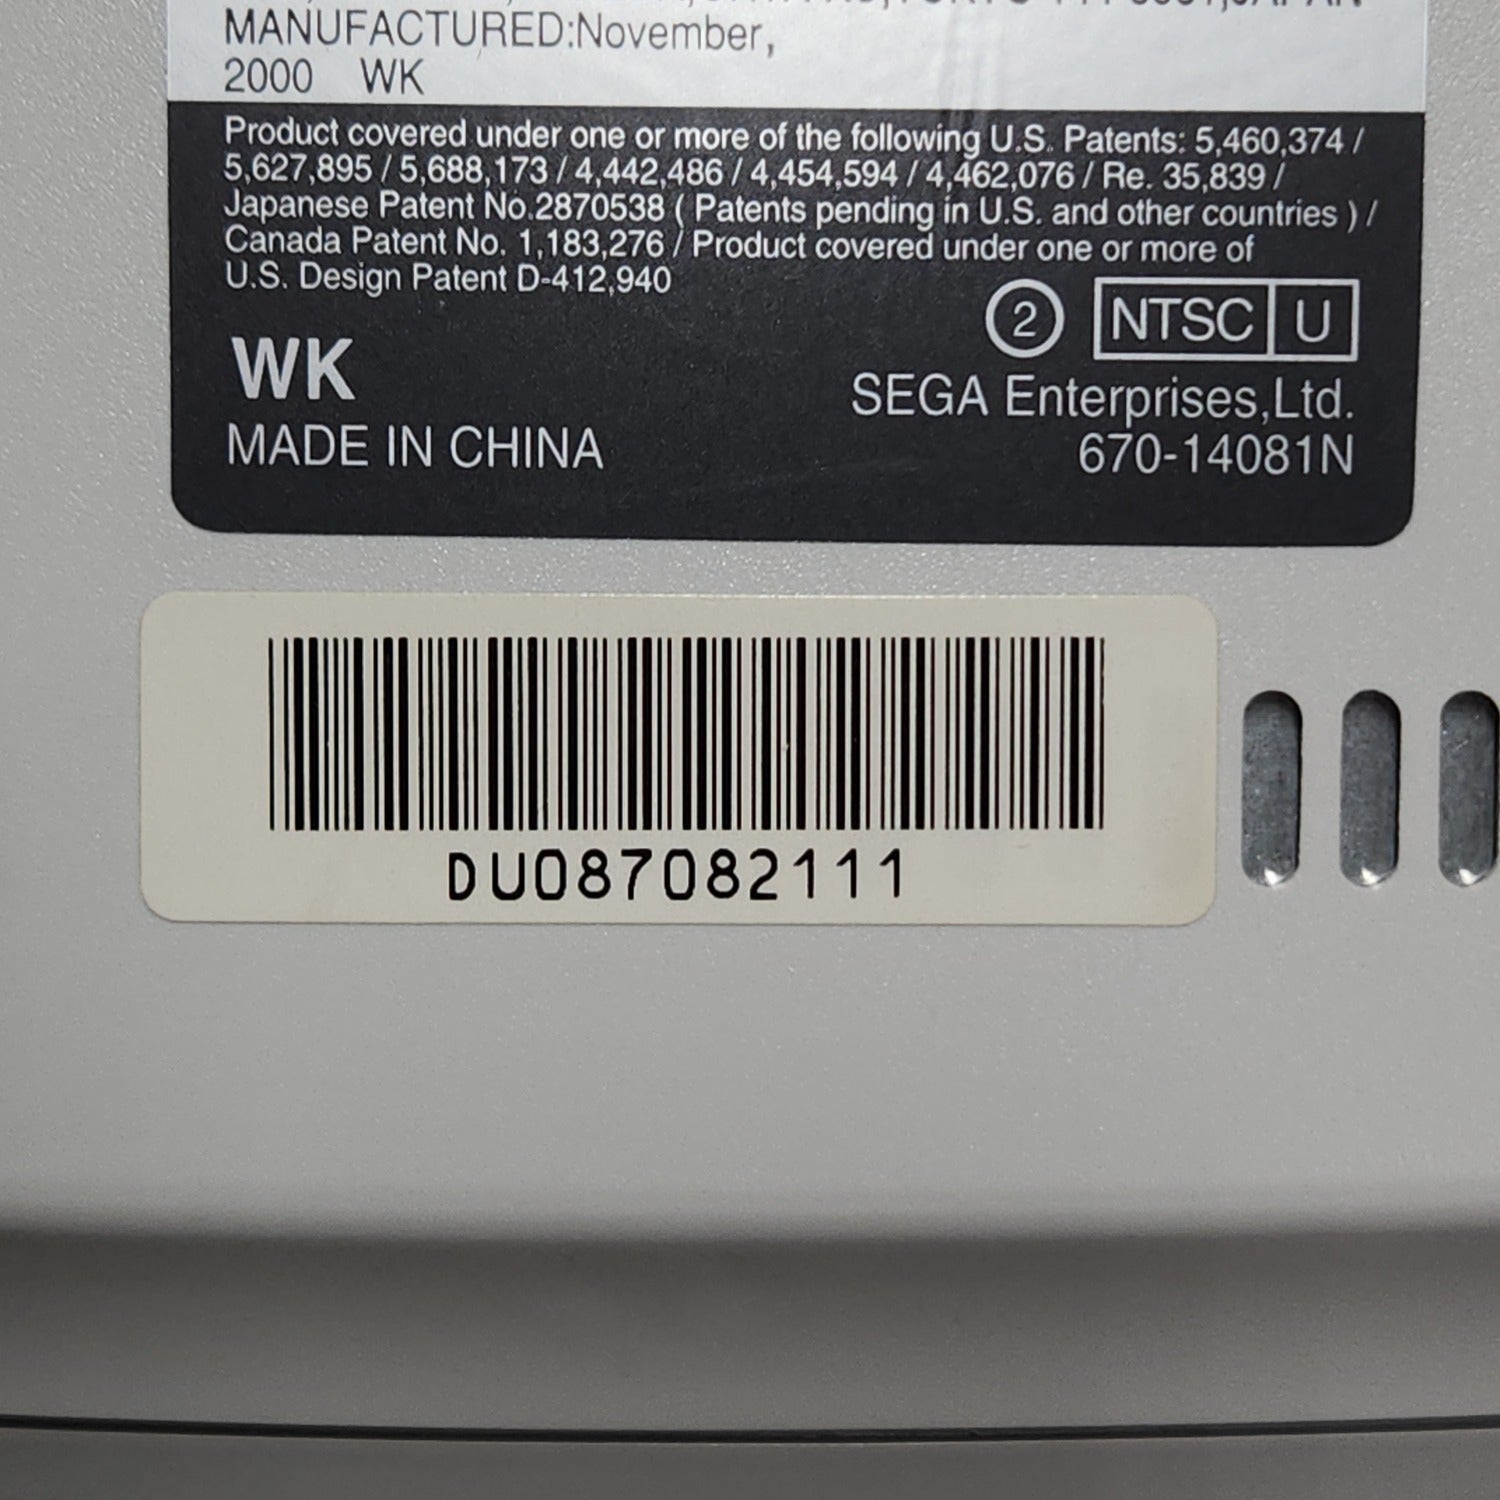 MANUFACTURED:November,
2000 WK
Product covered under one or more of the following U.S. Patents: 5,460,374 /
5,627,895 / 5,688,173 / 4,442,486 / 4,454,594 / 4,462,076 / Re. 35,839 /
Japanese Patent No.2870538 ( Patents pending in U.S. and other countries ) /
Canada Patent No. 1,183,276 / Product covered under one or more of
U.S. Design Patent D-412,940
2 NTSC U
WK
SEGA Enterprises,Ltd.
MADE IN CHINA
670-14081N
DU087082111